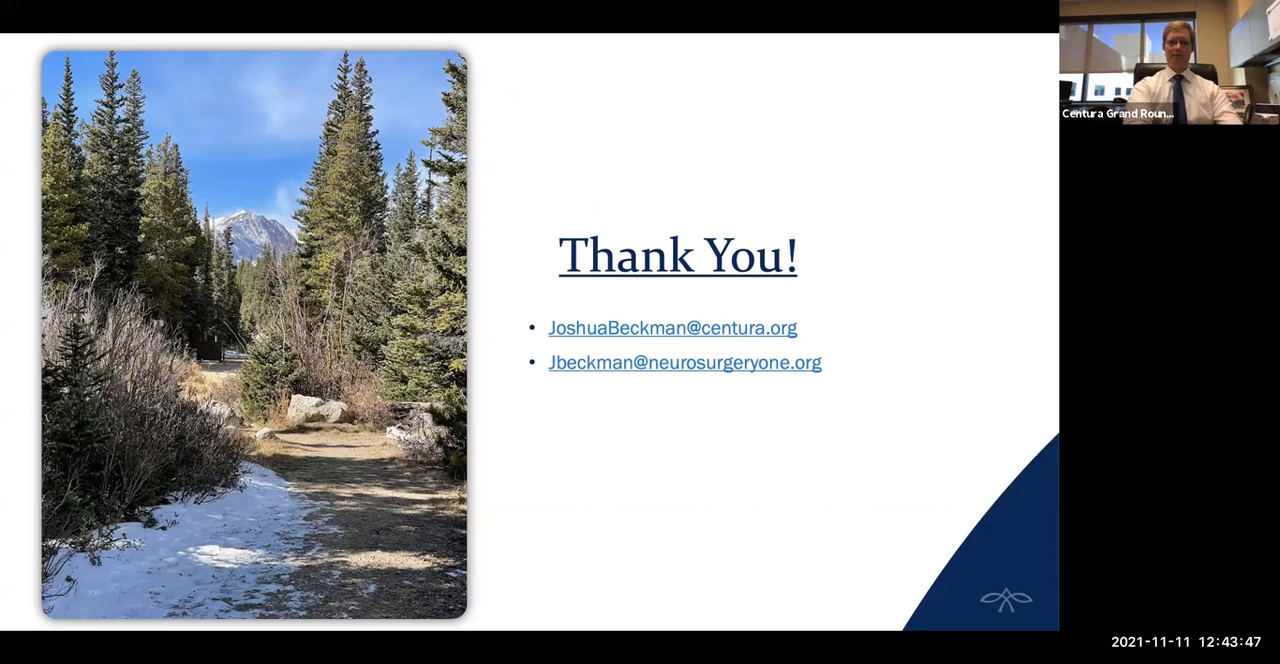 Centura Grand Roun...
Thank You!
• JoshuaBeckman@centura.org
• Jbeckman@neurosurgeryone.org
2021-11-11 12:43:47